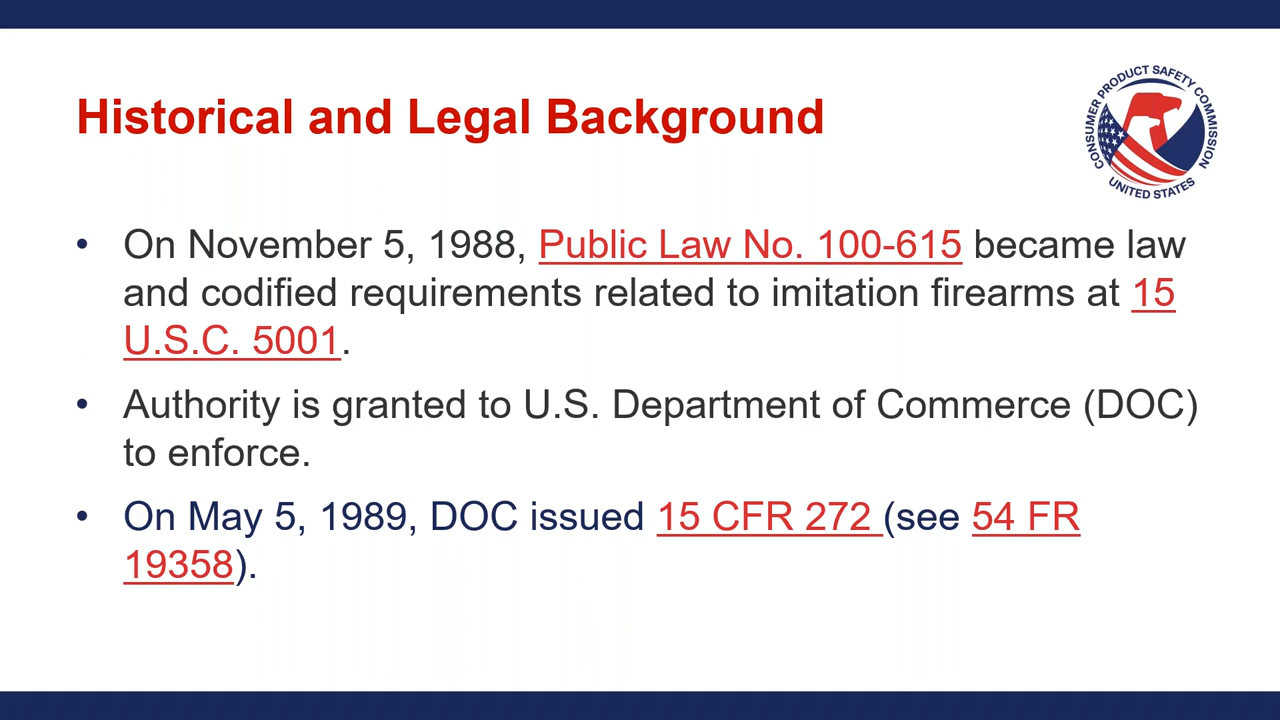 Historical and Legal Background
CONSUMER PRODUCT SAFETY COMMISSION
UNITED STATES
• On November 5, 1988, Public Law No. 100-615 became law
and codified requirements related to imitation firearms at 15
U.S.C. 5001.
• Authority is granted to U.S. Department of Commerce (DOC)
to enforce.
• On May 5, 1989, DOC issued 15 CFR 272 (see 54 FR
19358).